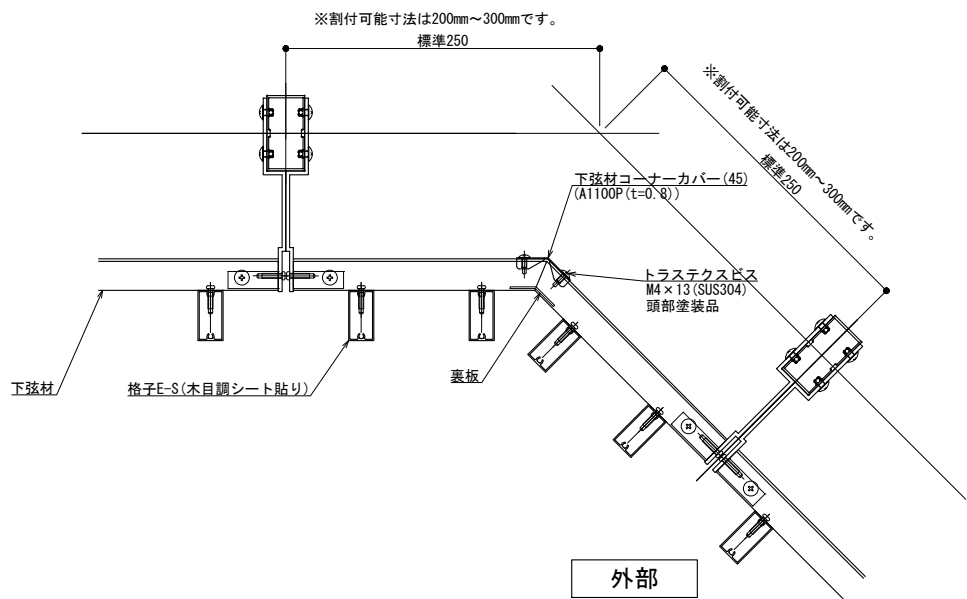 ※割付可能寸法は200mm～300mmです。
標準250
※割付可能寸法は200mm～300mmです。
標準250
下弦材コーナーカバー(45)
(A1100P(t=0.8))
トラステクスビス
M4×13(SUS304)
頭部塗装品
下弦材
格子E-S(木目調シート貼り)
裏板
外部